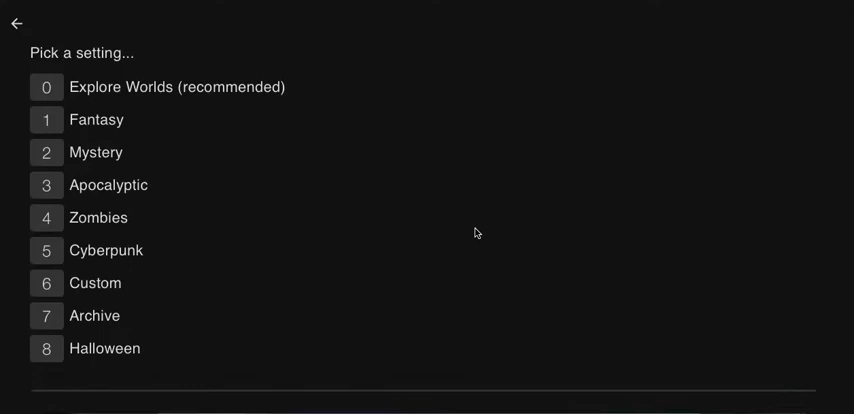 Pick a setting...
0 Explore Worlds (recommended)
1 Fantasy
2 Mystery
3 Apocalyptic
4 Zombies
5 Cyberpunk
6 Custom
7 Archive
8 Halloween